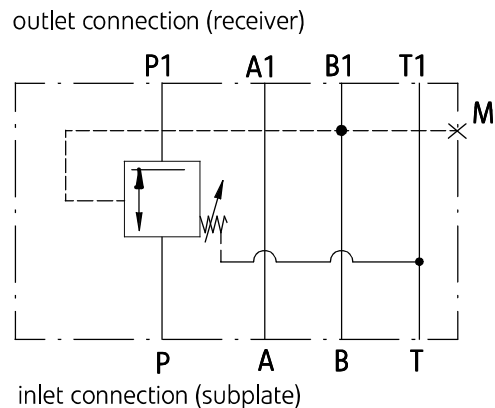 outlet connection (receiver)
P1 A1 B1 T1
M
P A B T
inlet connection (subplate)